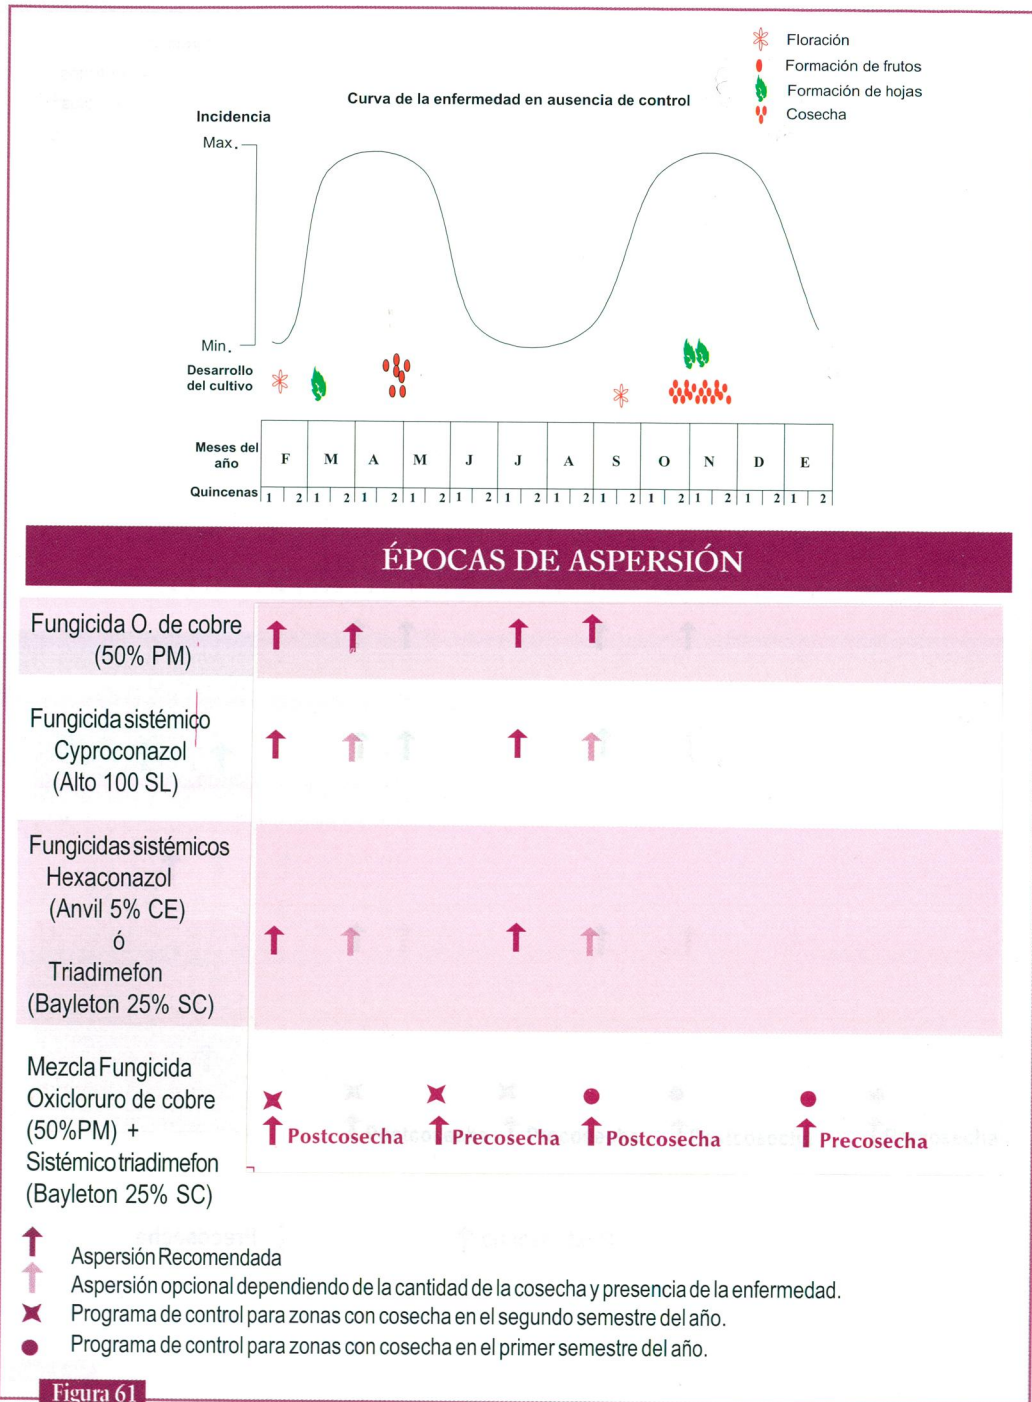 Floración
Formación de frutos
Formación de hojas
Cosecha
Curva de la enfermedad en ausencia de control
Incidencia
Max.
Min.
Desarrollo
del cultivo
Meses del
año
F M A M J J A S O N D E
Quincenas 1 2 1 2 1 2 1 2 1 2 1 2 1 2 1 2 1 2 1 2 1 2 1 2
ÉPOCAS DE ASPERSIÓN
Fungicida O. de cobre
(50% PM)
Fungicida sistémico
Cyproconazol
(Alto 100 SL)
Fungicidas sistémicos
Hexaconazol
(Anvil 5% CE)
ó
Triadimefon
(Bayleton 25% SC)
Mezcla Fungicida
Oxicloruro de cobre
(50%PM) +
Sistémico triadimefon
(Bayleton 25% SC)
Postcosecha Precosecha Postcosecha Precosecha
Aspersión Recomendada
Aspersión opcional dependiendo de la cantidad de la cosecha y presencia de la enfermedad.
Programa de control para zonas con cosecha en el segundo semestre del año.
Programa de control para zonas con cosecha en el primer semestre del año.
Figura 61